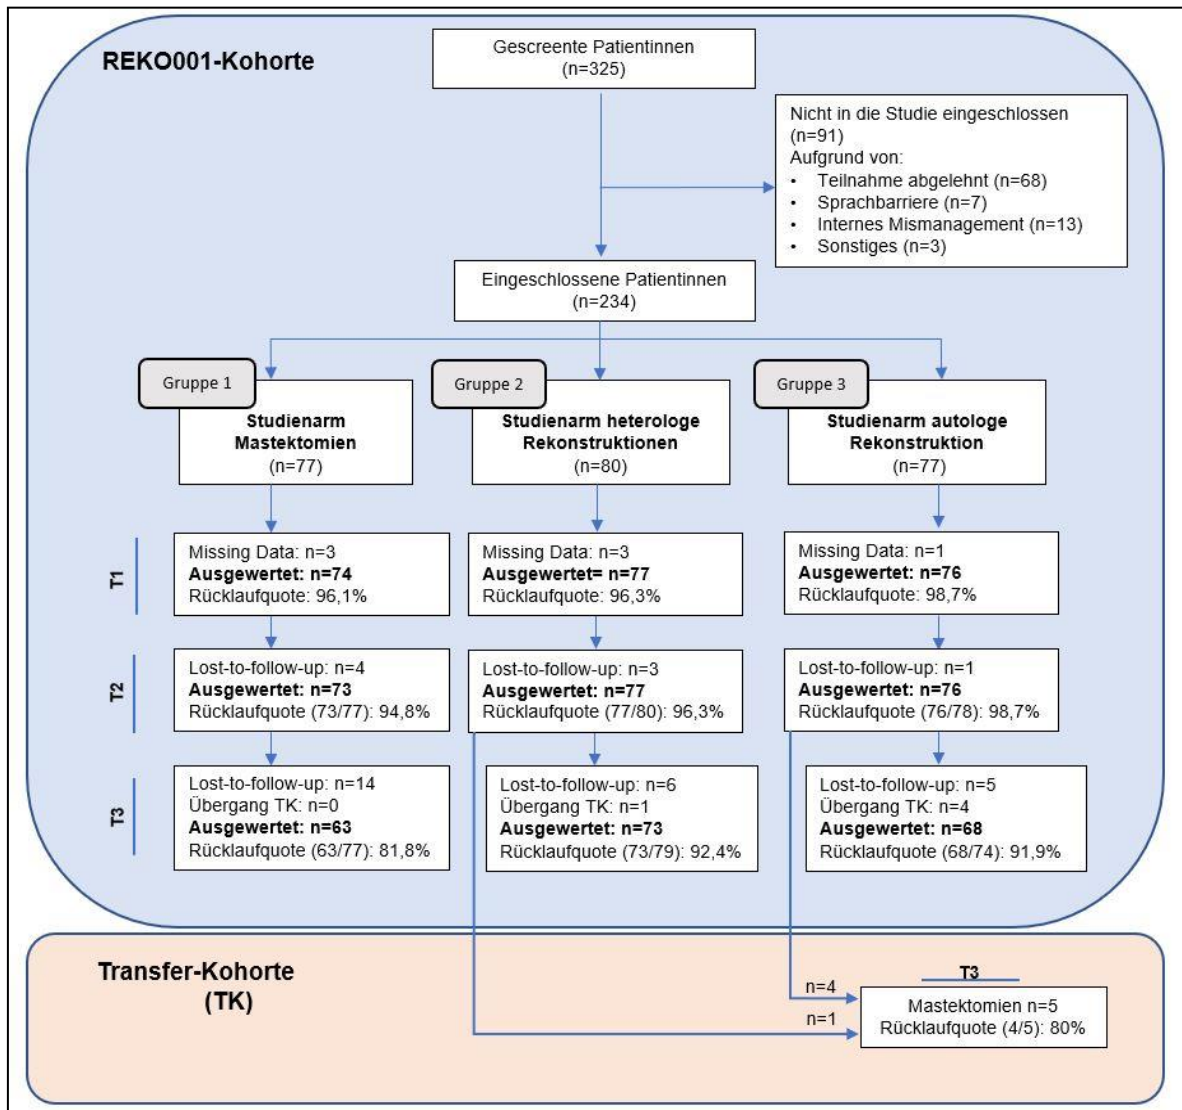 REKO001-Kohorte
Gescreente Patientinnen
(n=325)
Nicht in die Studie eingeschlossen
(n=91)
Aufgrund von:
• Teilnahme abgelehnt (n=68)
• Sprachbarriere (n=7)
• Internes Mismanagement (n=13)
• Sonstiges (n=3)
Eingeschlossene Patientinnen
(n=234)
Gruppe 1
Studienarm
Mastektomien
(n=77)
Gruppe 2
Studienarm heterologe
Rekonstruktionen
(n=80)
Gruppe 3
Studienarm autologe
Rekonstruktion
(n=77)
T1
Missing Data: n=3
Ausgewertet: n=74
Rücklaufquote: 96,1%
Missing Data: n=3
Ausgewertet= n=77
Rücklaufquote: 96,3%
Missing Data: n=1
Ausgewertet: n=76
Rücklaufquote: 98,7%
T2
Lost-to-follow-up: n=4
Ausgewertet: n=73
Rücklaufquote (73/77): 94,8%
Lost-to-follow-up: n=3
Ausgewertet: n=77
Rücklaufquote (77/80): 96,3%
Lost-to-follow-up: n=1
Ausgewertet: n=76
Rücklaufquote (76/78): 98,7%
T3
Lost-to-follow-up: n=14
Übergang TK: n=0
Ausgewertet: n=63
Rücklaufquote (63/77): 81,8%
Lost-to-follow-up: n=6
Übergang TK: n=1
Ausgewertet: n=73
Rücklaufquote (73/79): 92,4%
Lost-to-follow-up: n=5
Übergang TK: n=4
Ausgewertet: n=68
Rücklaufquote (68/74): 91,9%
Transfer-Kohorte
(TK)
n=4
n=1
T3
Mastektomien n=5
Rücklaufquote (4/5): 80%